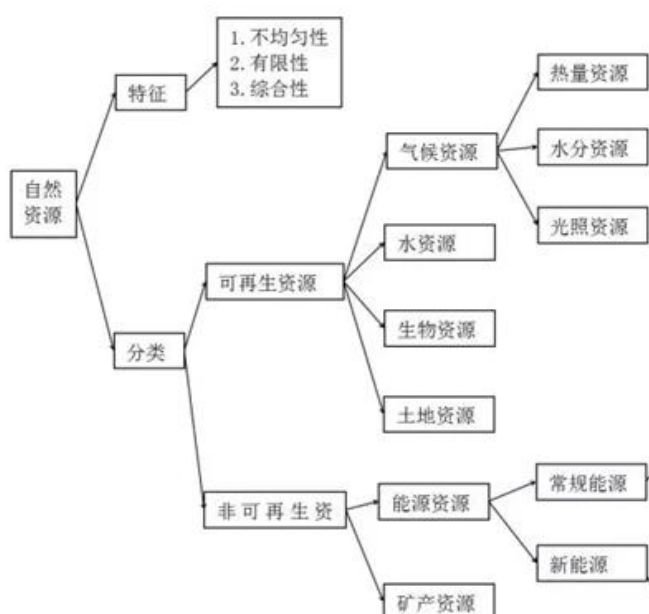 1. 不均匀性
2. 有限性
3. 综合性
特征
自然
资源
分类
可再生资源
气候资源
热量资源
水分资源
光照资源
水资源
生物资源
土地资源
非可再生资
能源资源
常规能源
新能源
矿产资源